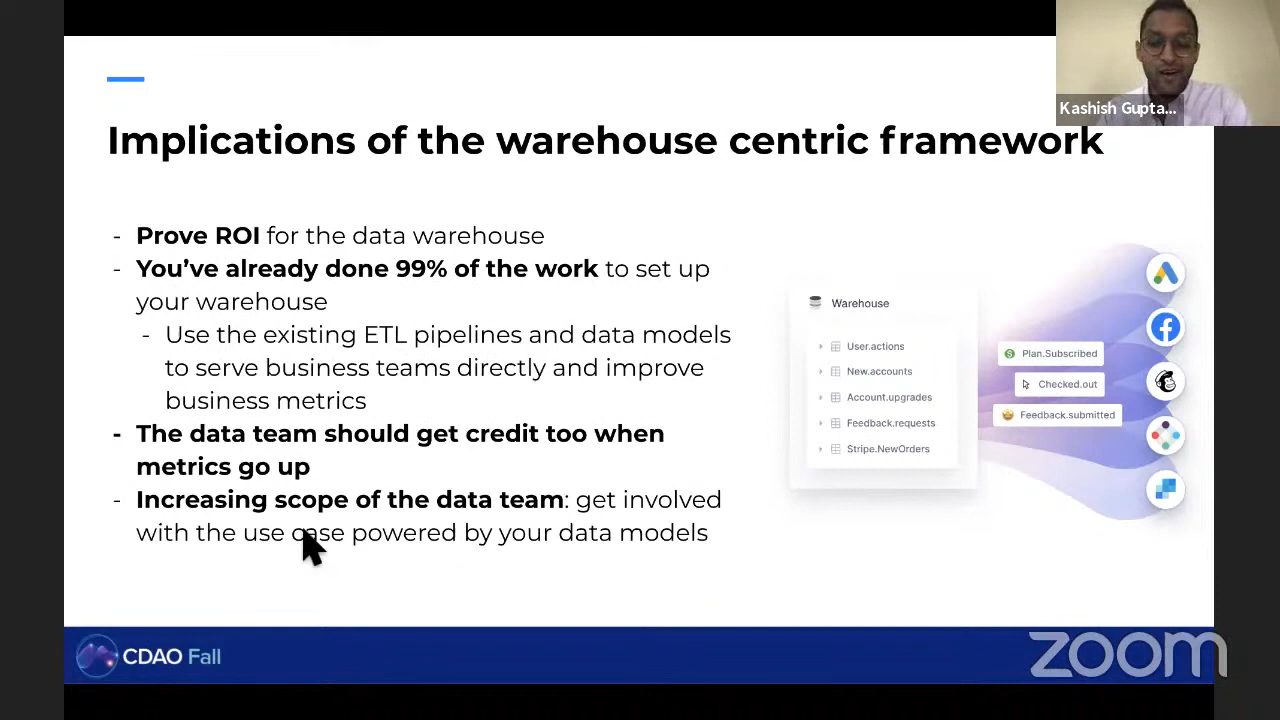 Kashish Gupta...
Implications of the warehouse centric framework
- Prove ROI for the data warehouse
- You’ve already done 99% of the work to set up
your warehouse
- Use the existing ETL pipelines and data models
to serve business teams directly and improve
business metrics
- The data team should get credit too when
metrics go up
- Increasing scope of the data team: get involved
with the use case powered by your data models
Warehouse
User.actions
New.accounts
Account.upgrades
Feedback.requests
Stripe.NewOrders
Plan.Subscribed
Checked.out
Feedback.submitted
CDAO Fall
zoom